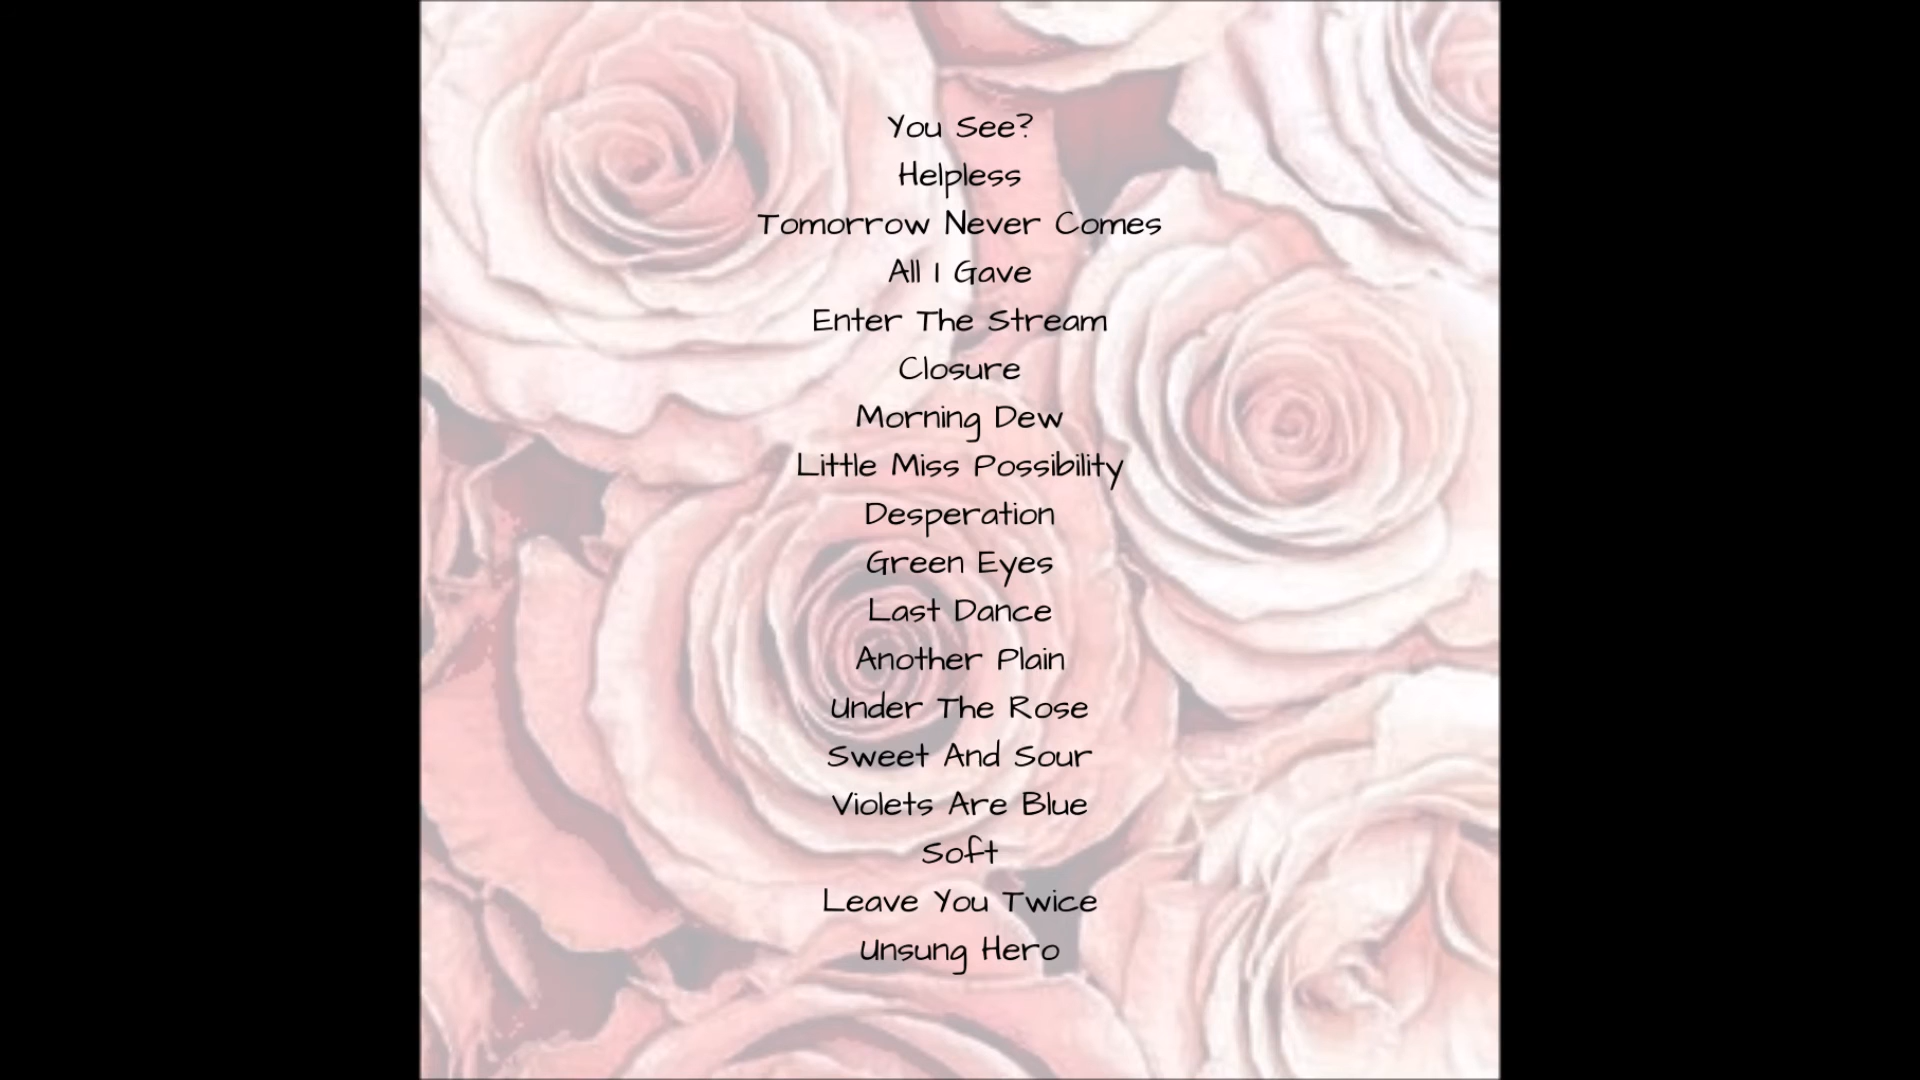 You See?
Helpless
Tomorrow Never Comes
All I Gave
Enter The Stream
Closure
Morning Dew
Little Miss Possibility
Desperation
Green Eyes
Last Dance
Another Plain
Under The Rose
Sweet And Sour
Violets Are Blue
Soft
Leave You Twice
Unsung Hero